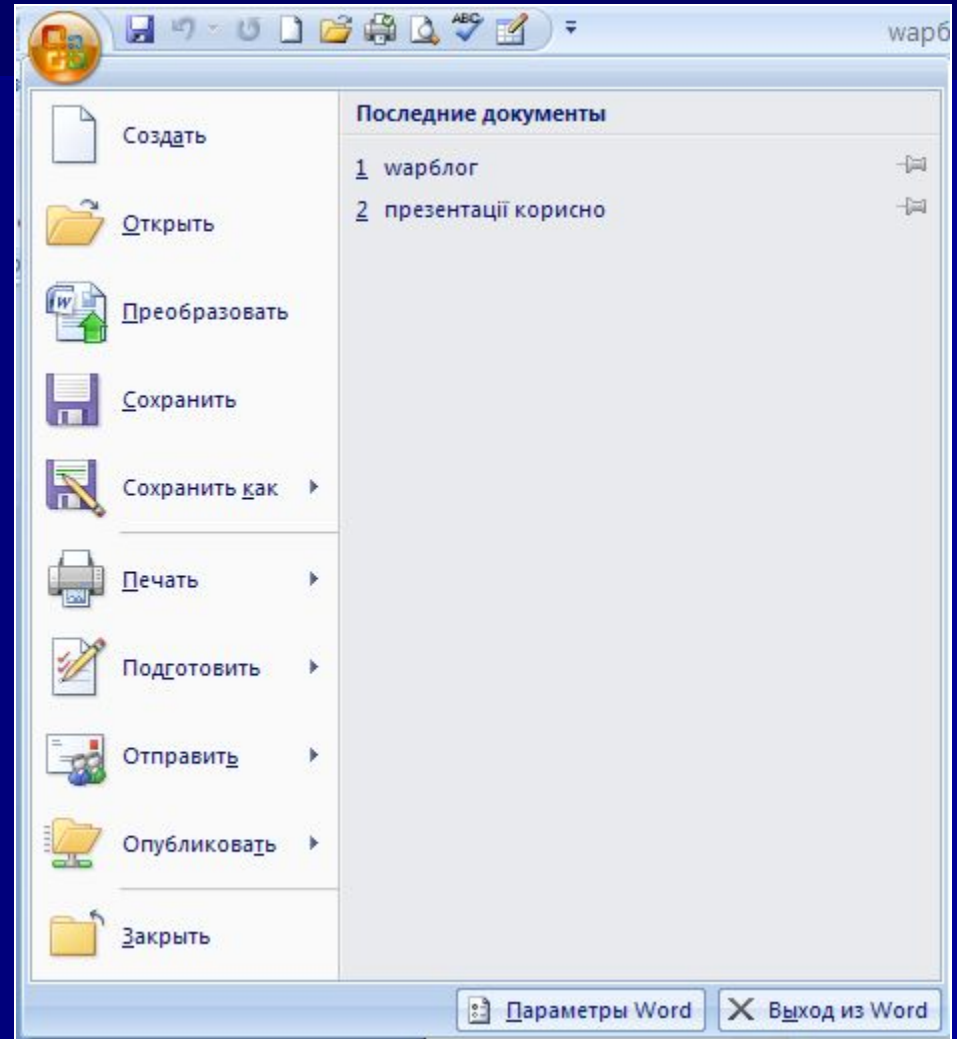 wapб
Создать
Открыть
Преобразовать
Сохранить
Сохранить как
Печать
Подготовить
Отправить
Опубликовать
Закрыть
Последние документы
1 wapблог
2 презентації корисно
Параметры Word
Выход из Word